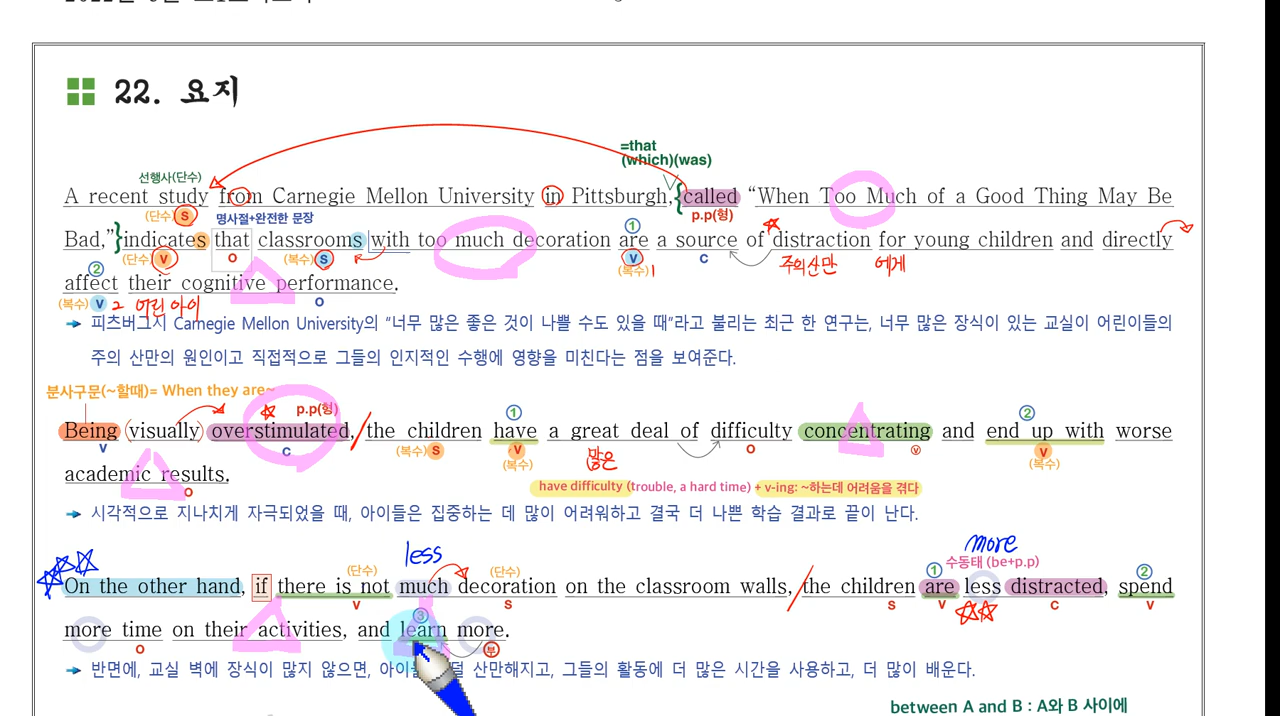 22. 요지
=that
(which)(was)
선행사(단수)
A recent study from Carnegie Mellon University in Pittsburgh, {called “When Too Much of a Good Thing May Be
(단수) S 명사절+완전한 문장 p.p(형) ①
Bad,”} indicates that classrooms with too much decoration are a source of distraction for young children and directly
(단수) V O (복수) S V C 주의산만 에게
② (복수) 1
affect their cognitive performance.
(복수) V 2 어린 아이 O
➔ 피츠버그시 Carnegie Mellon University의 “너무 많은 좋은 것이 나쁠 수도 있을 때”라고 불리는 최근 한 연구는, 너무 많은 장식이 있는 교실이 어린이들의
주의 산만의 원인이고 직접적으로 그들의 인지적인 수행에 영향을 미친다는 점을 보여준다.
분사구문(~할때)= When they are~
p.p(형) ① ②
Being (visually) overstimulated, / the children have a great deal of difficulty concentrating and end up with worse
V C (복수) S V 많은 O ⓥ V
(복수) (복수)
academic results.
O have difficulty (trouble, a hard time) + v-ing: ~하는데 어려움을 겪다
➔ 시각적으로 지나치게 자극되었을 때, 아이들은 집중하는 데 많이 어려워하고 결국 더 나쁜 학습 결과로 끝이 난다.
less more
(단수) (단수) ① 수동태 (be+p.p) ②
On the other hand, if there is not much decoration on the classroom walls, / the children are less distracted, spend
V S S V C V
③
more time on their activities, and learn more.
O 부
➔ 반면에, 교실 벽에 장식이 많지 않으면, 덜 산만해지고, 그들의 활동에 더 많은 시간을 사용하고, 더 많이 배운다.
between A and B : A와 B 사이에